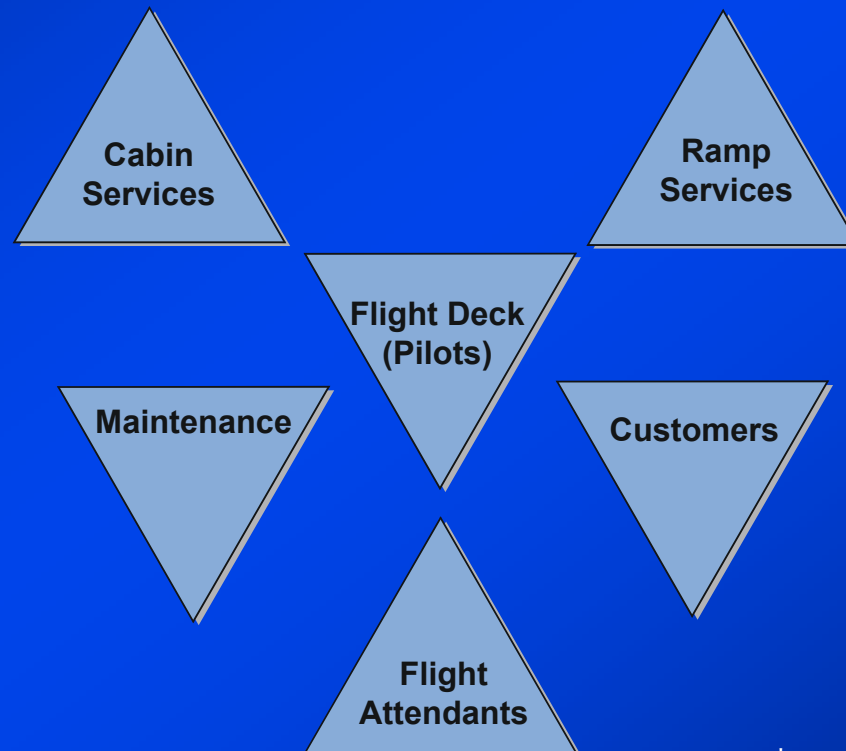 Cabin
Services
Ramp
Services
Flight Deck
(Pilots)
Maintenance
Customers
Flight
Attendants